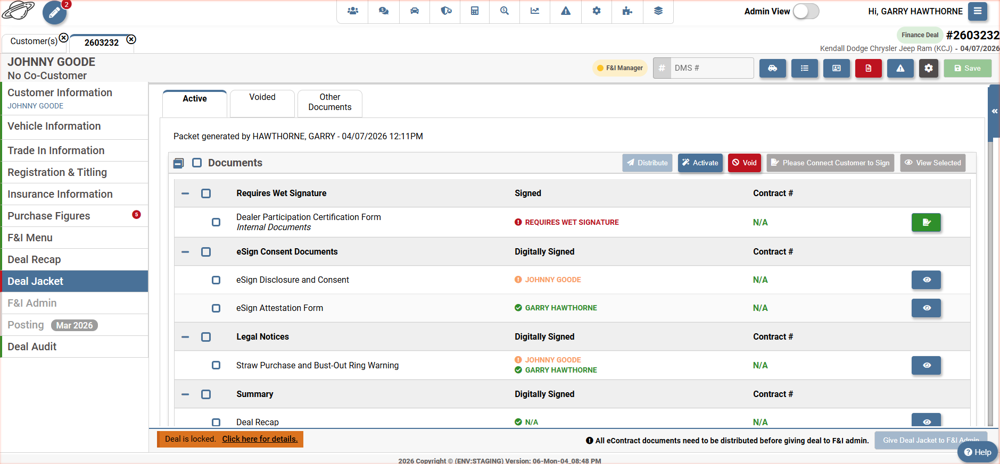 2
Admin View
Hi, GARRY HAWTHORNE
Customer(s)
2603232
Finance Deal #2603232
Kendall Dodge Chrysler Jeep Ram (KCJ) - 04/07/2026
JOHNNY GOODE
No Co-Customer
F&I Manager
# DMS #
Save
Customer Information
JOHNNY GOODE
Vehicle Information
Trade In Information
Registration & Titling
Insurance Information
Purchase Figures 5
F&I Menu
Deal Recap
Deal Jacket
F&I Admin
Posting Mar 2026
Deal Audit
Active
Voided
Other
Documents
Packet generated by HAWTHORNE, GARRY - 04/07/2026 12:11PM
Documents
Distribute
Activate
Void
Please Connect Customer to Sign
View Selected
Requires Wet Signature Signed Contract #
Dealer Participation Certification Form
Internal Documents
REQUIRES WET SIGNATURE N/A
eSign Consent Documents Digitally Signed Contract #
eSign Disclosure and Consent JOHNNY GOODE N/A
eSign Attestation Form GARRY HAWTHORNE N/A
Legal Notices Digitally Signed Contract #
Straw Purchase and Bust-Out Ring Warning
JOHNNY GOODE
GARRY HAWTHORNE
N/A
Summary Digitally Signed Contract #
Deal Recap N/A N/A
Deal is locked. Click here for details.
All eContract documents need to be distributed before giving deal to F&I admin.
Give Deal Jacket to F&I Admin
Help
2026 Copyright © (ENV:STAGING) Version: 06-Mon-04_08:48 PM